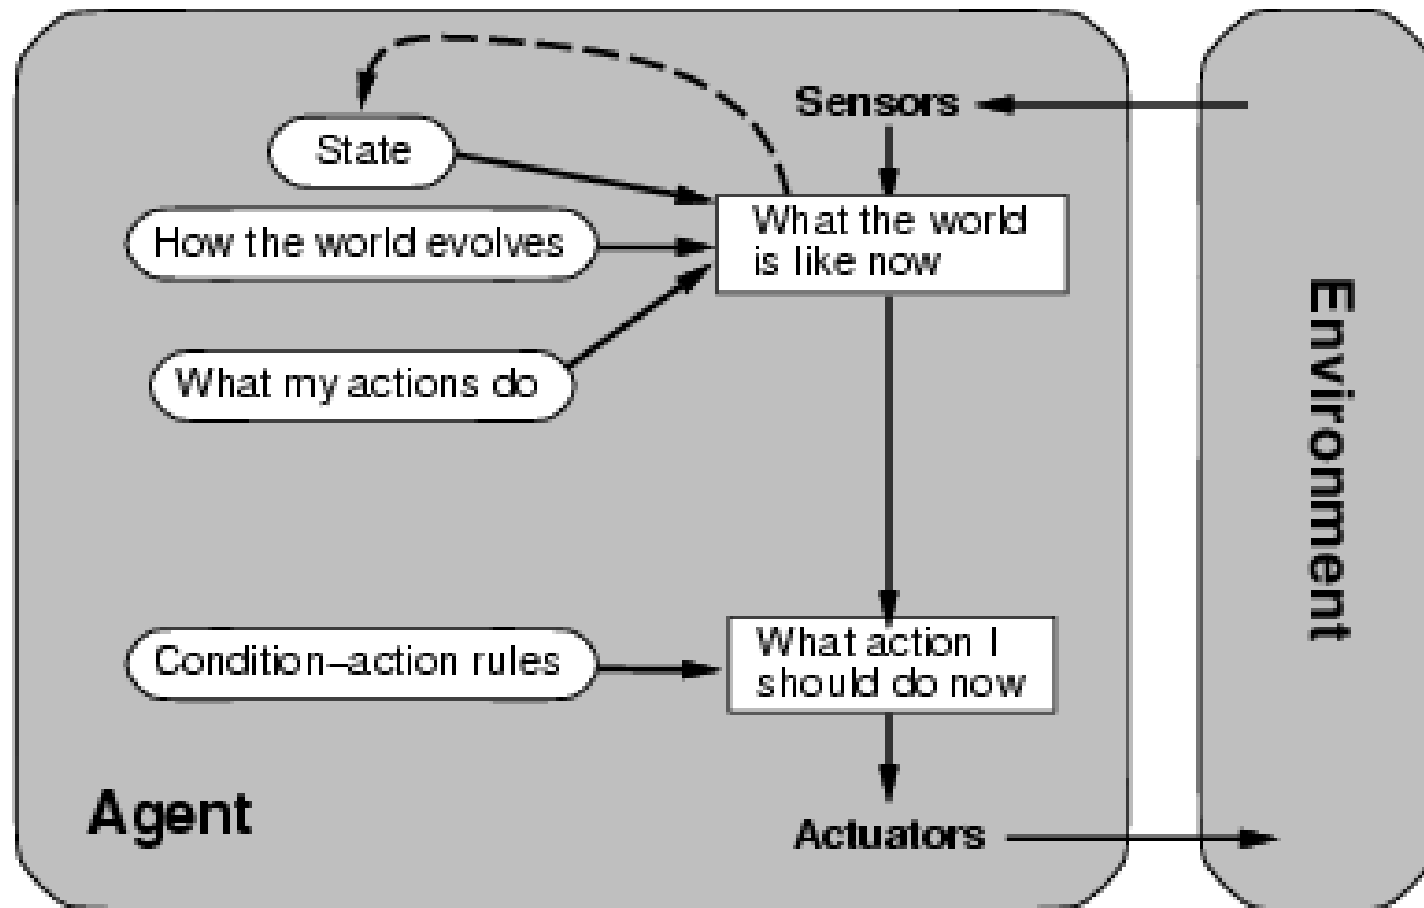 Sensors
State
What the world
is like now
How the world evolves
What my actions do
Environment
Condition–action rules
What action I
should do now
Agent
Actuators